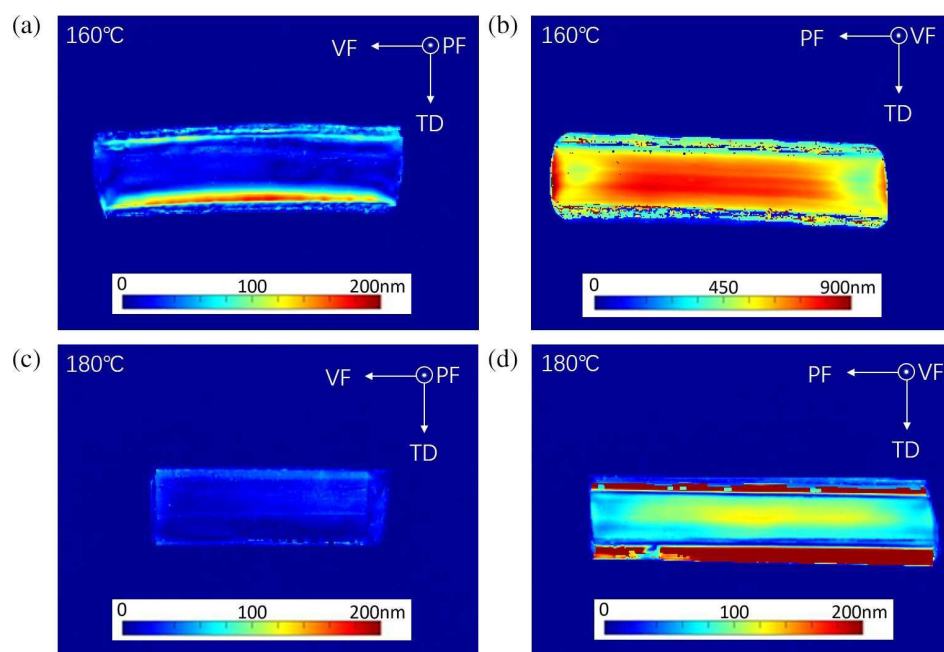 (a)
160℃
VF
PF
TD
0
100
200nm
(b)
160℃
PF
VF
TD
0
450
900nm
(c)
180℃
VF
PF
TD
0
100
200nm
(d)
180℃
PF
VF
TD
0
100
200nm